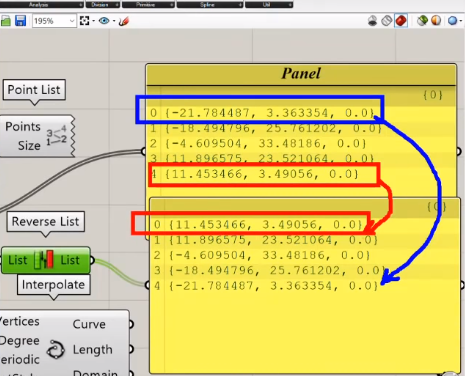 Analysis
Division
Primitive
Spline
Util
195%
Point List
Points
Size
Panel
{0}
0 {-21.784487, 3.363354, 0.0}
1 {-18.494796, 25.761202, 0.0}
2 {-4.609504, 33.48186, 0.0}
3 {11.896575, 23.521064, 0.0}
4 {11.453466, 3.49056, 0.0}
Reverse List
List
List
{0}
0 {11.453466, 3.49056, 0.0}
1 {11.896575, 23.521064, 0.0}
2 {-4.609504, 33.48186, 0.0}
3 {-18.494796, 25.761202, 0.0}
4 {-21.784487, 3.363354, 0.0}
Interpolate
Vertices
Curve
Degree
Length
eriodic
Domain